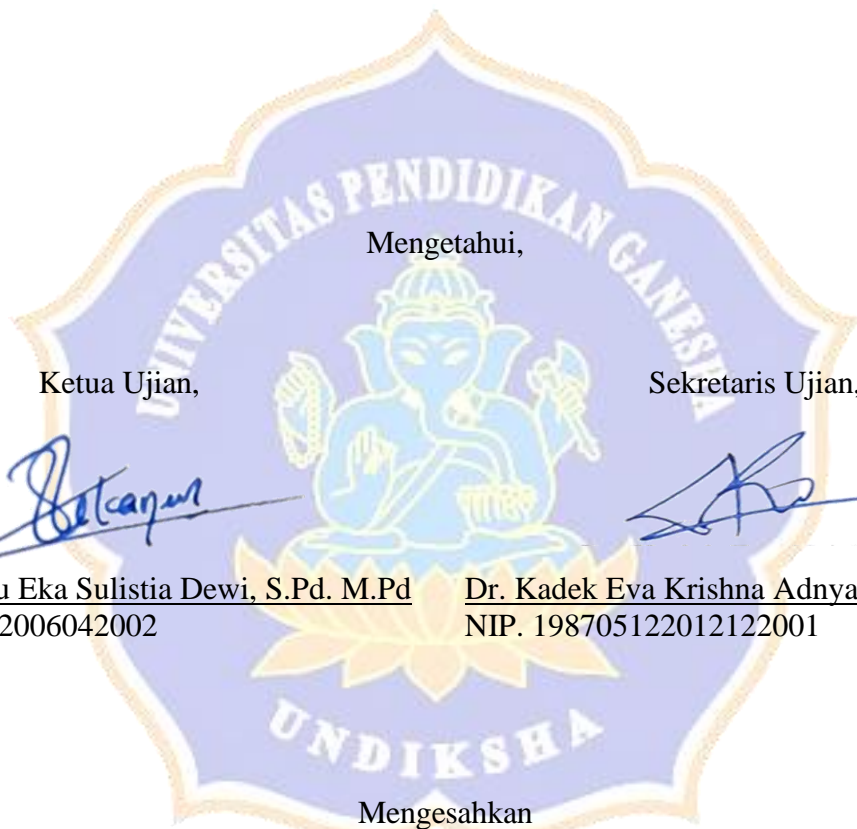 UNIVERSITAS PENDIDIKAN GANESHA
Mengetahui,
Ketua Ujian,
Sekretaris Ujian,
u Eka Sulistia Dewi, S.Pd. M.Pd
Dr. Kadek Eva Krishna Adnya
2006042002
NIP. 198705122012122001
UNDIKSHA
Mengesahkan